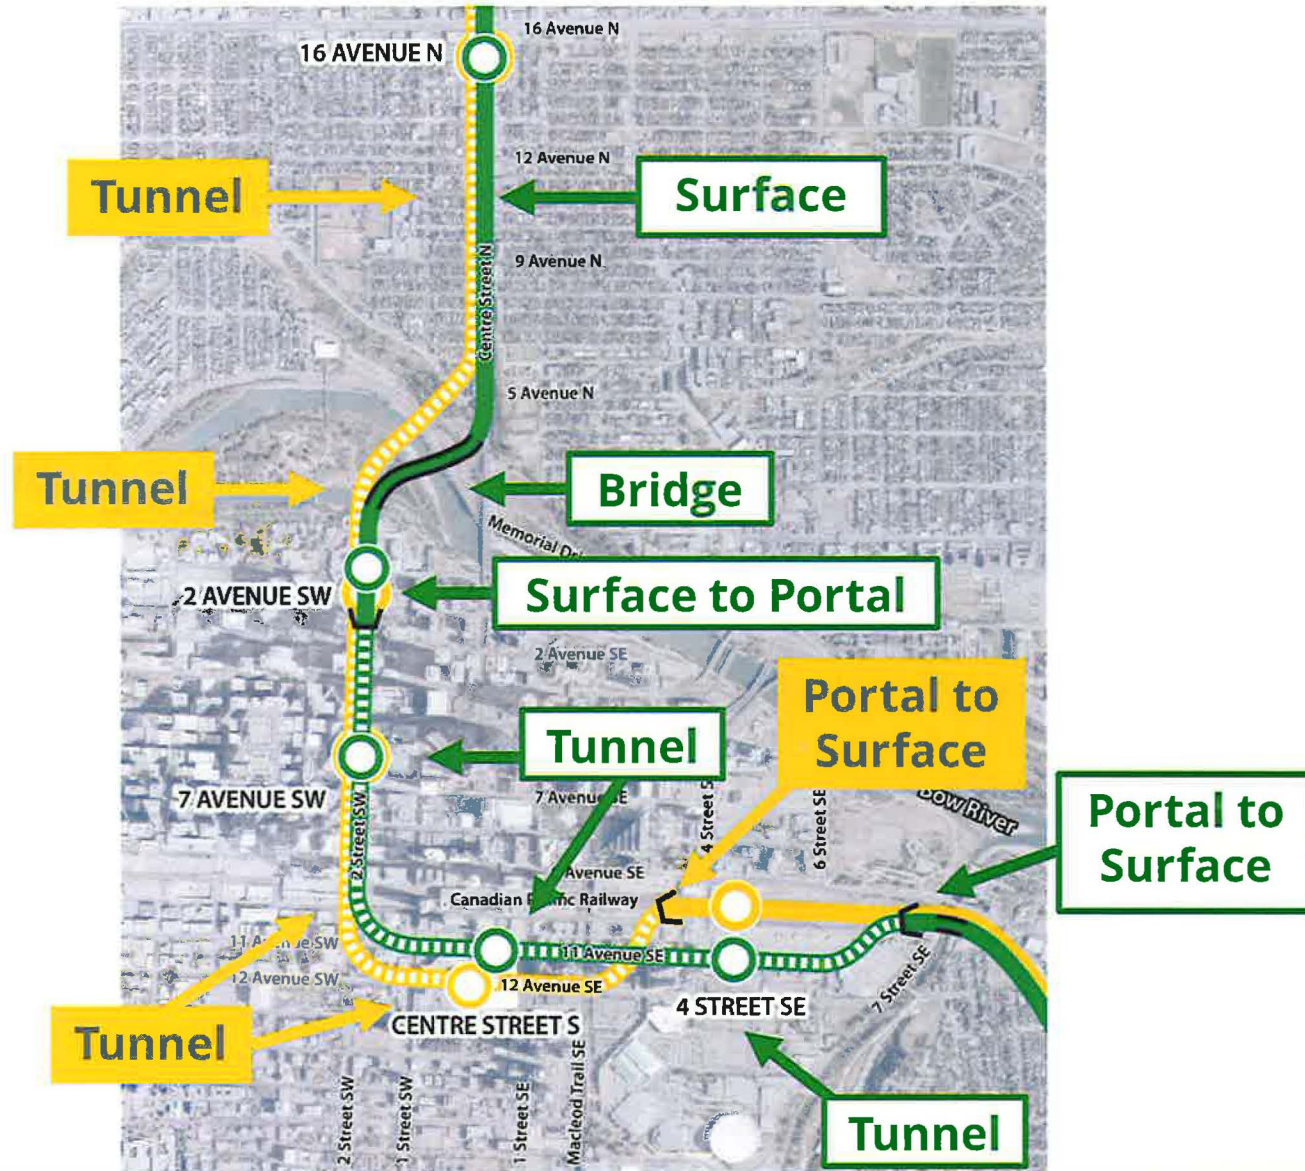 16 Avenue N
16 AVENUE N
12 Avenue N
Tunnel
Surface
Centre Street N
9 Avenue N
5 Avenue N
Tunnel
Bridge
Memorial
2 AVENUE SW
Surface to Portal
2 Avenue SE
Portal to
Surface
Tunnel
7 AVENUE SW
7 Avenue SE
4 Street
6 Street SE
Bow River
Portal to
Surface
2 Street SW
Avenue SE
Canadian Railway
11 Avenue SW
11 Avenue SE
12 Avenue SW
12 Avenue SE
7 Street SE
CENTRE STREET S
4 STREET SE
Tunnel
2 Street SW
1 Street SW
1 Street SE
Macleod Trail SE
Tunnel